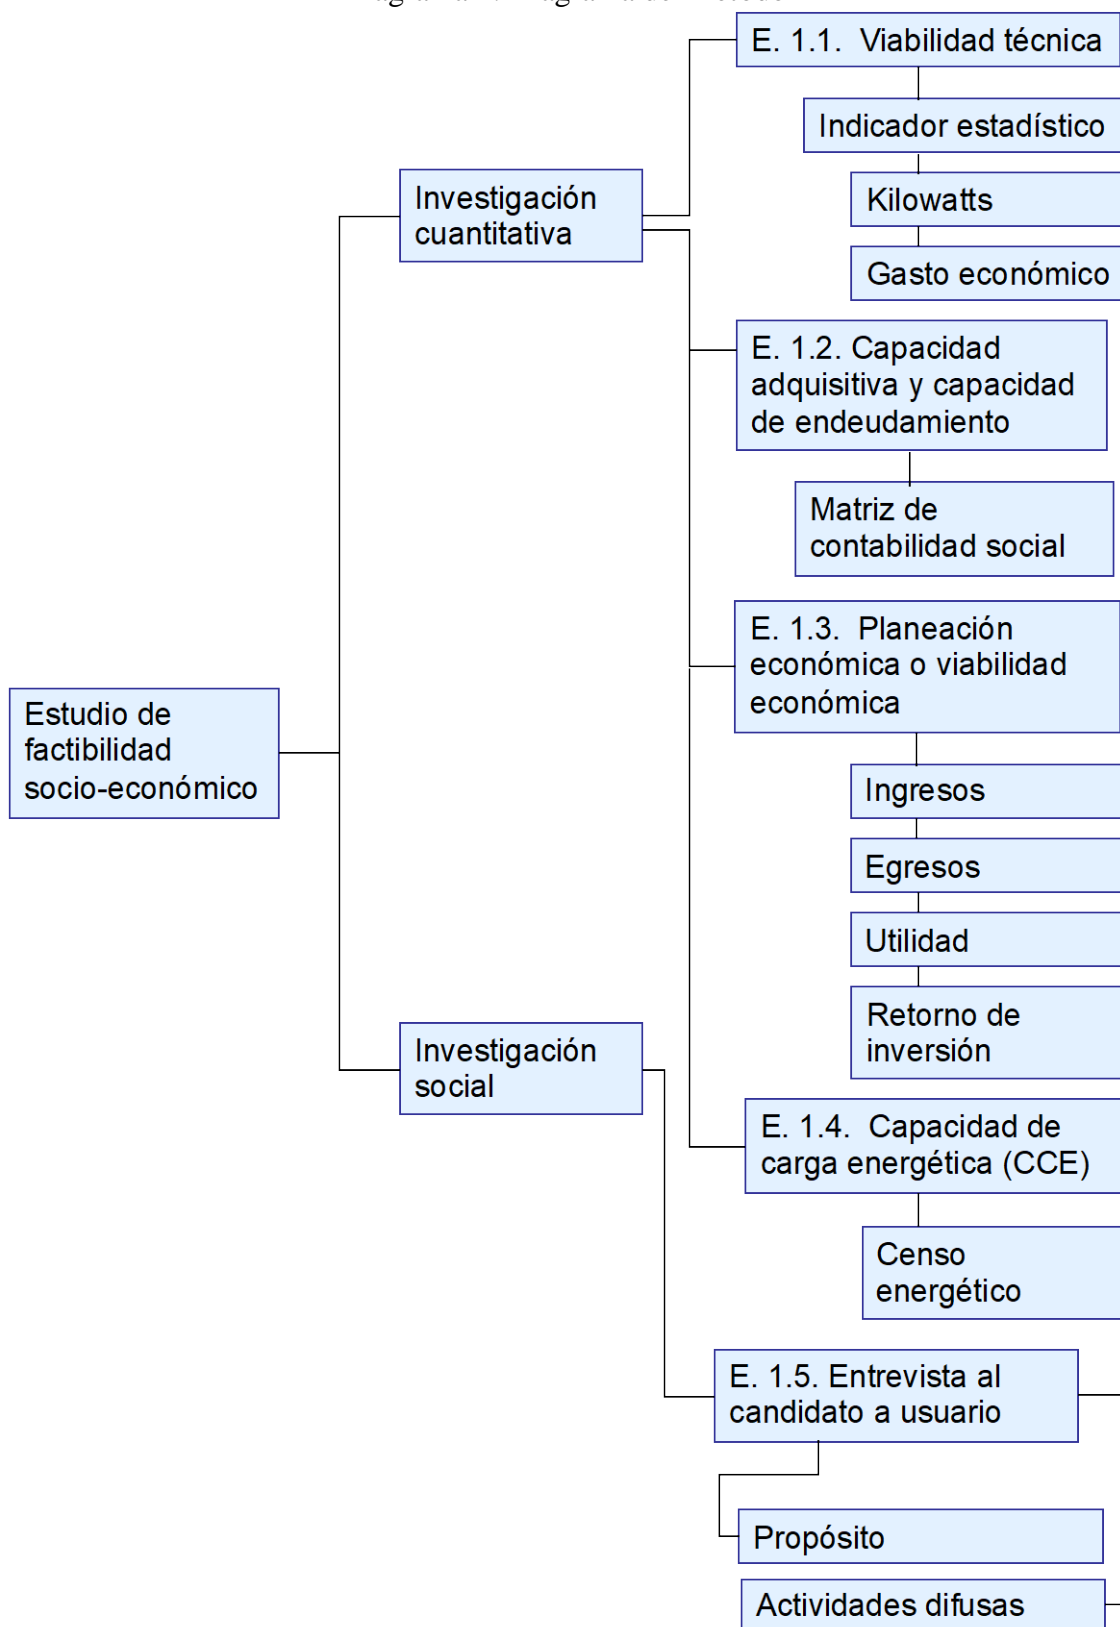 E. 1.1. Viabilidad técnica
Indicador estadístico
Kilowatts
Gasto económico
Investigación
cuantitativa
E. 1.2. Capacidad
adquisitiva y capacidad
de endeudamiento
Matriz de
contabilidad social
E. 1.3. Planeación
económica o viabilidad
económica
Ingresos
Egresos
Utilidad
Retorno de
inversión
E. 1.4. Capacidad de
carga energética (CCE)
Censo
energético
Estudio de
factibilidad
socio-económico
Investigación
social
E. 1.5. Entrevista al
candidato a usuario
Propósito
Actividades difusas